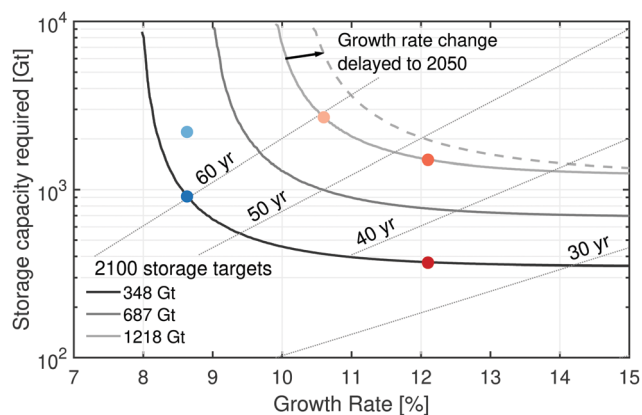 10^4
10^3
10^2
Storage capacity required [Gt]
Growth rate change
delayed to 2050
60 yr
50 yr
40 yr
30 yr
2100 storage targets
348 Gt
687 Gt
1218 Gt
7 8 9 10 11 12 13 14 15
Growth Rate [%]